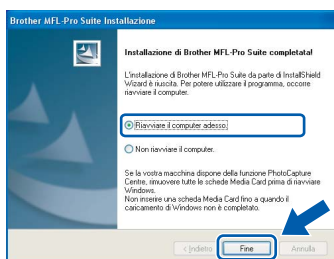 Brother MFL-Pro Suite Installazione
Installazione di Brother MFL-Pro Suite completata!
L'installazione di Brother MFL-Pro Suite da parte di InstallShield
Wizard è riuscita. Per potere utilizzare il programma, occorre
riavviare il computer.
Riavviare il computer adesso.
Non riavviare il computer.
Se la vostra macchina dispone della funzione PhotoCapture
Centre, rimuovere tutte le schede Media Card prima di riavviare
Windows.
Non inserire una scheda Media Card fino a quando il
caricamento di Windows non è completato.
< Indietro
Fine
Annulla